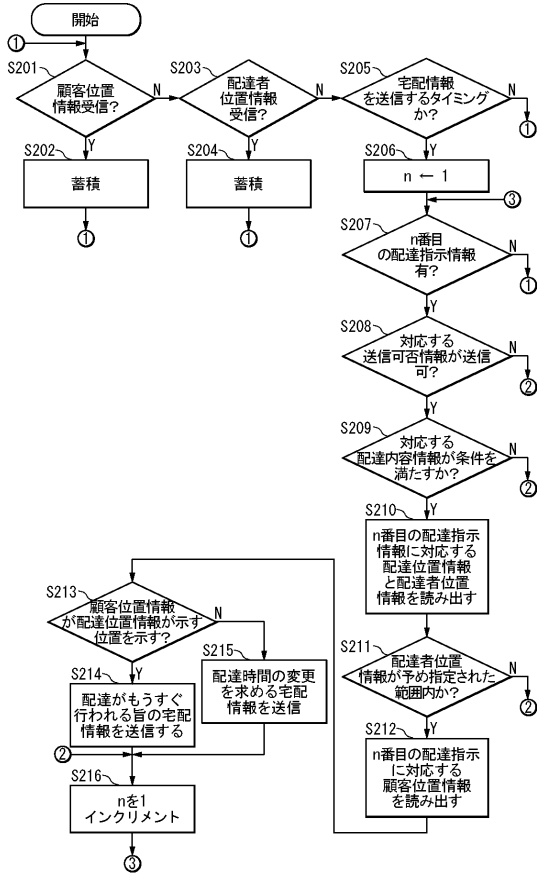 開始
①
S201
顧客位置
情報受信?
N
Y
S202
蓄積
①
S203
配達者
位置情報
受信?
N
Y
S204
蓄積
①
S205
宅配情報
を送信するタイミング
か?
N
①
Y
S206
n ← 1
③
S207
n番目
の配達指示情報
有?
N
①
Y
S208
対応する
送信可否情報が送信
可?
N
②
Y
S209
対応する
配達内容情報が条件を
満たすか?
N
②
Y
S210
n番目の配達指示
情報に対応する
配達位置情報
と配達者位置
情報を読み出す
S211
配達者位置
情報が予め指定された
範囲内か?
N
②
Y
S212
n番目の配達指示
に対応する
顧客位置情報
を読み出す
S213
顧客位置情報
が配達位置情報が示す
位置を示す?
N
Y
S214
配達がもうすぐ
行われる旨の宅配
情報を送信する
S215
配達時間の変更
を求める宅配
情報を送信
②
S216
nを1
インクリメント
③